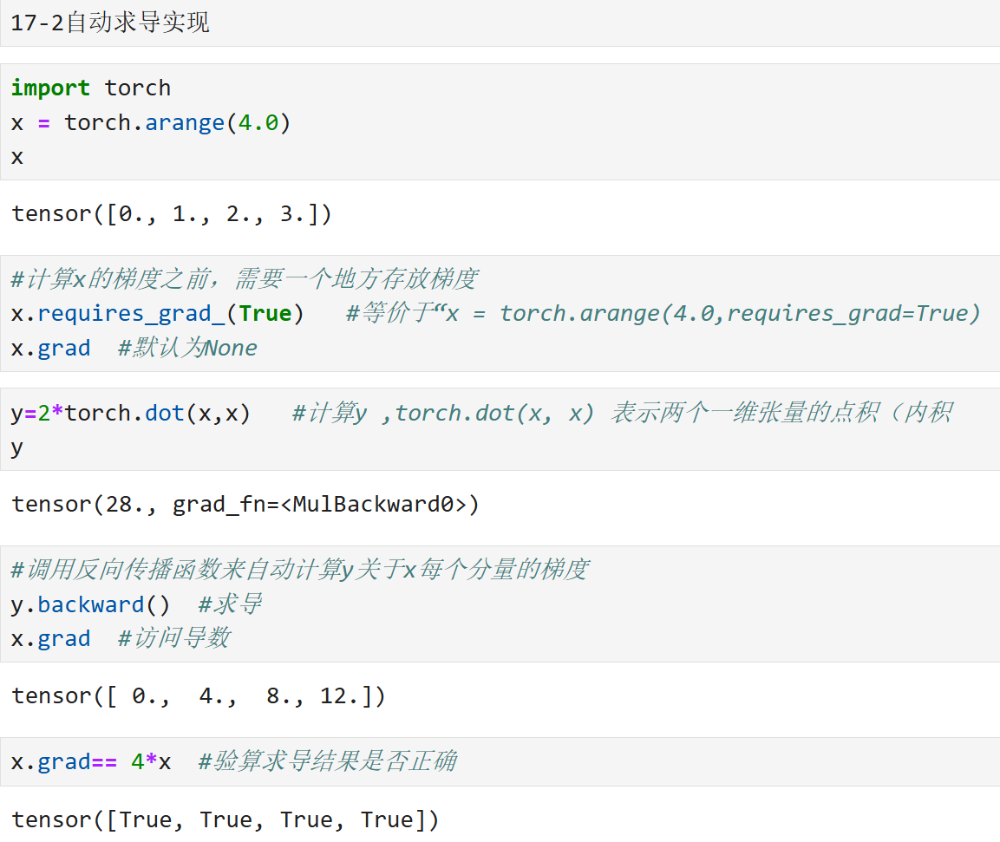 17-2自动求导实现
import torch
x = torch.arange(4.0)
x
tensor([0., 1., 2., 3.])
#计算x的梯度之前，需要一个地方存放梯度
x.requires_grad_(True)   #等价于“x = torch.arange(4.0,requires_grad=True)
x.grad  #默认为None
y=2*torch.dot(x,x)   #计算y ,torch.dot(x, x) 表示两个一维张量的点积（内积
y
tensor(28., grad_fn=<MulBackward0>)
#调用反向传播函数来自动计算y关于x每个分量的梯度
y.backward()  #求导
x.grad  #访问导数
tensor([ 0.,  4.,  8., 12.])
x.grad== 4*x  #验算求导结果是否正确
tensor([True, True, True, True])